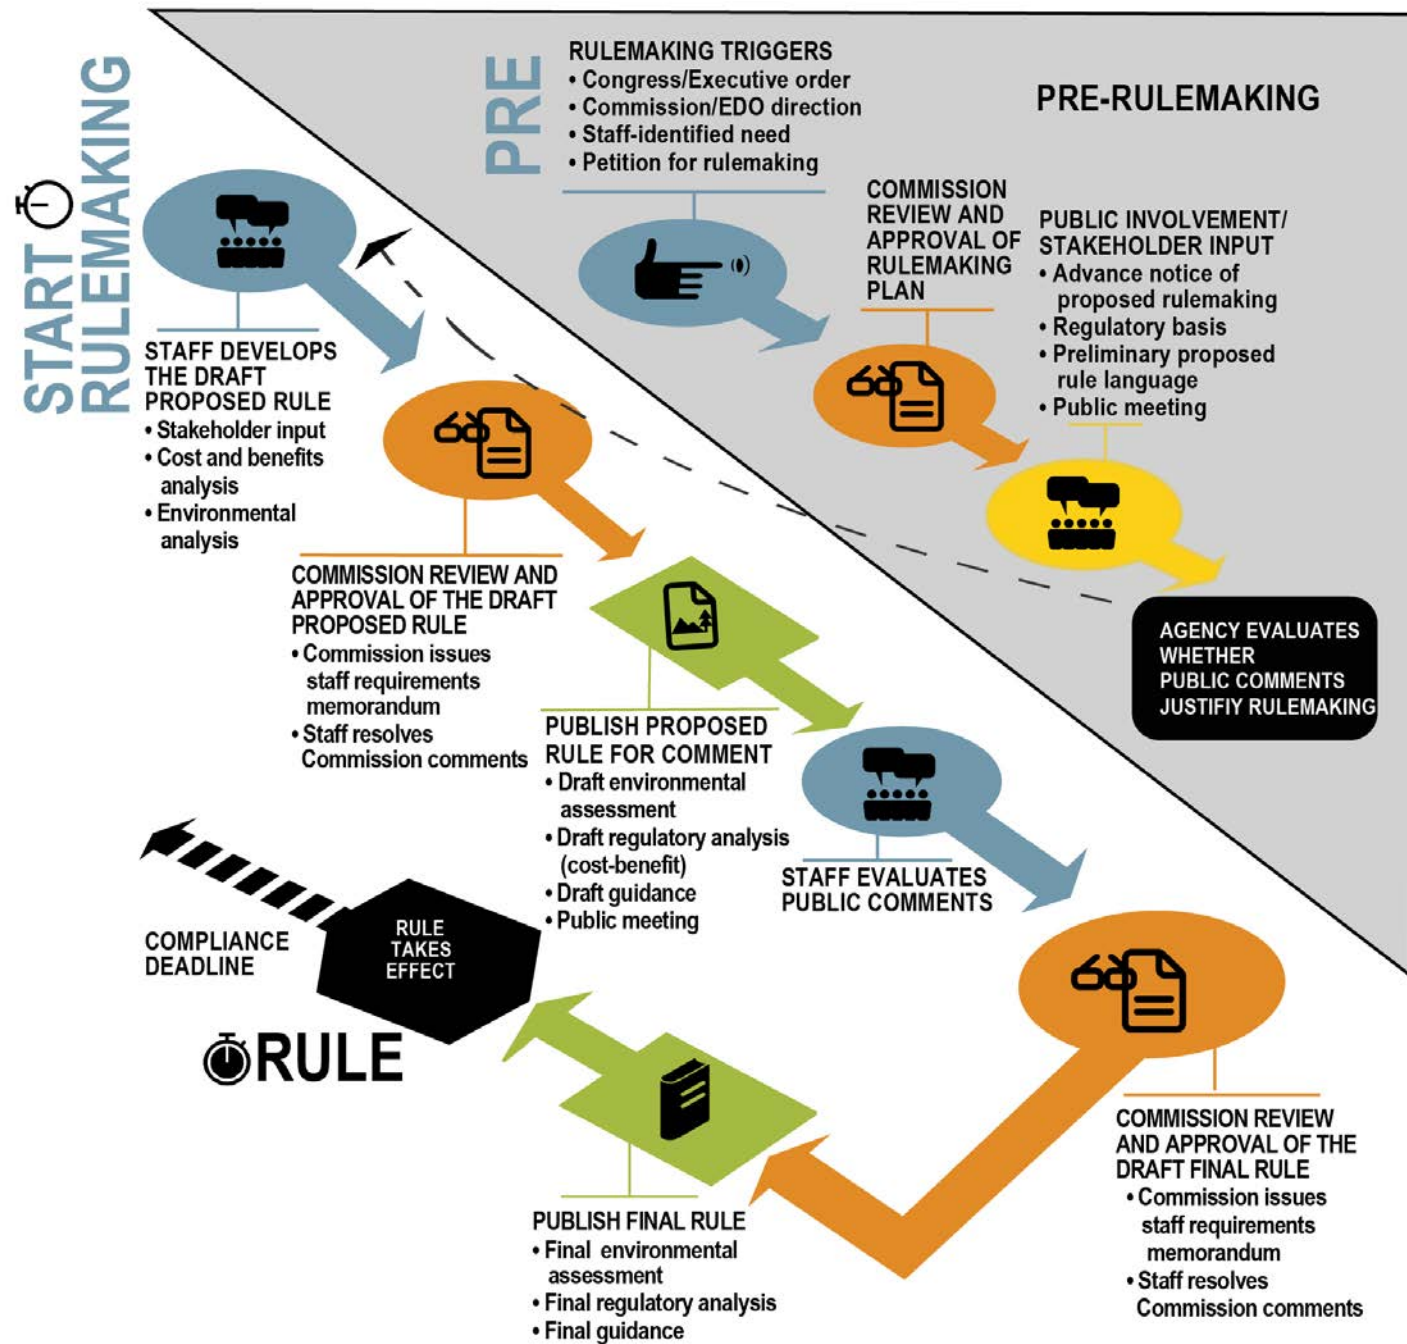 START
RULEMAKING
PRE
RULEMAKING TRIGGERS
• Congress/Executive order
• Commission/EDO direction
• Staff-identified need
• Petition for rulemaking
PRE-RULEMAKING
COMMISSION
REVIEW AND
APPROVAL OF
RULEMAKING
PLAN
PUBLIC INVOLVEMENT/
STAKEHOLDER INPUT
• Advance notice of
proposed rulemaking
• Regulatory basis
• Preliminary proposed
rule language
• Public meeting
AGENCY EVALUATES
WHETHER
PUBLIC COMMENTS
JUSTIFIY RULEMAKING
STAFF DEVELOPS
THE DRAFT
PROPOSED RULE
• Stakeholder input
• Cost and benefits
analysis
• Environmental
analysis
COMMISSION REVIEW AND
APPROVAL OF THE DRAFT
PROPOSED RULE
• Commission issues
staff requirements
memorandum
• Staff resolves
Commission comments
PUBLISH PROPOSED
RULE FOR COMMENT
• Draft environmental
assessment
• Draft regulatory analysis
(cost-benefit)
• Draft guidance
• Public meeting
STAFF EVALUATES
PUBLIC COMMENTS
COMMISSION REVIEW
AND APPROVAL OF THE
DRAFT FINAL RULE
• Commission issues
staff requirements
memorandum
• Staff resolves
Commission comments
PUBLISH FINAL RULE
• Final environmental
assessment
• Final regulatory analysis
• Final guidance
RULE
TAKES
EFFECT
RULE
COMPLIANCE
DEADLINE